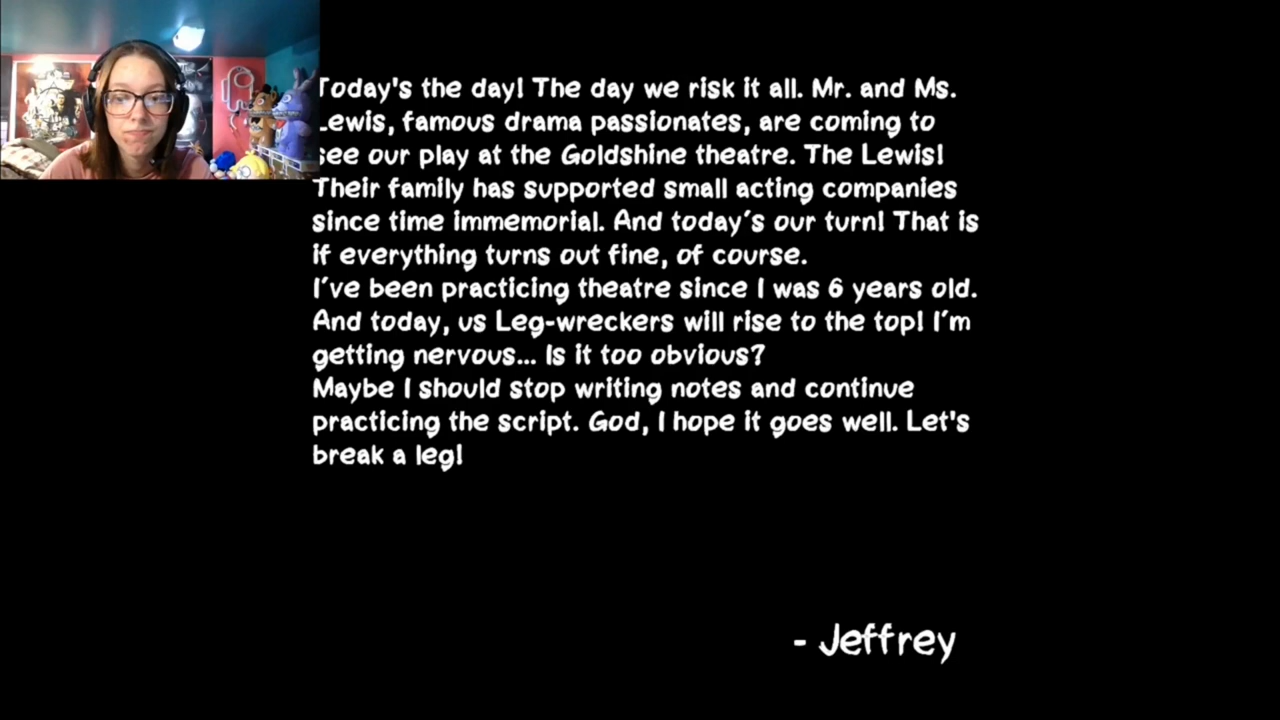 Today's the day! The day we risk it all. Mr. and Ms.
Lewis, famous drama passionates, are coming to
see our play at the Goldshine theatre. The Lewis!
Their family has supported small acting companies
since time immemorial. And today's our turn! That is
if everything turns out fine, of course.
I've been practicing theatre since I was 6 years old.
And today, us Leg-wreckers will rise to the top! I'm
getting nervous... Is it too obvious?
Maybe I should stop writing notes and continue
practicing the script. God, I hope it goes well. Let's
break a leg!
- Jeffrey